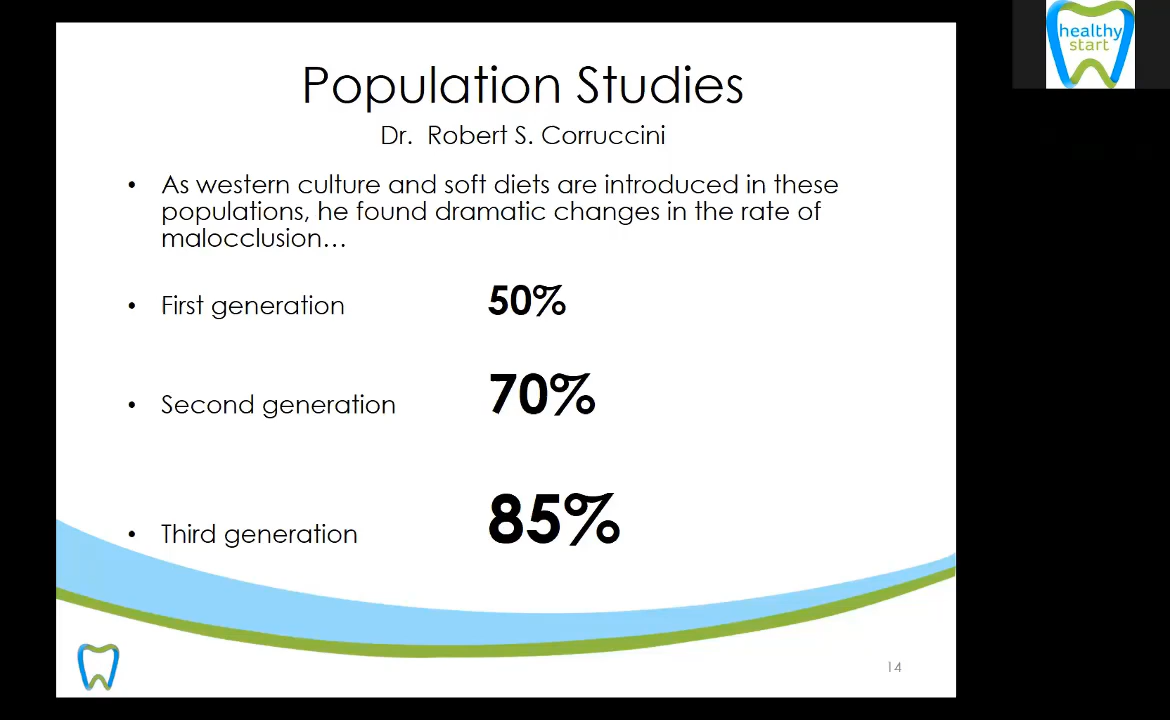 healthy
start
Population Studies
Dr. Robert S. Corruccini
• As western culture and soft diets are introduced in these
populations, he found dramatic changes in the rate of
malocclusion…
• First generation 50%
• Second generation 70%
• Third generation 85%
14